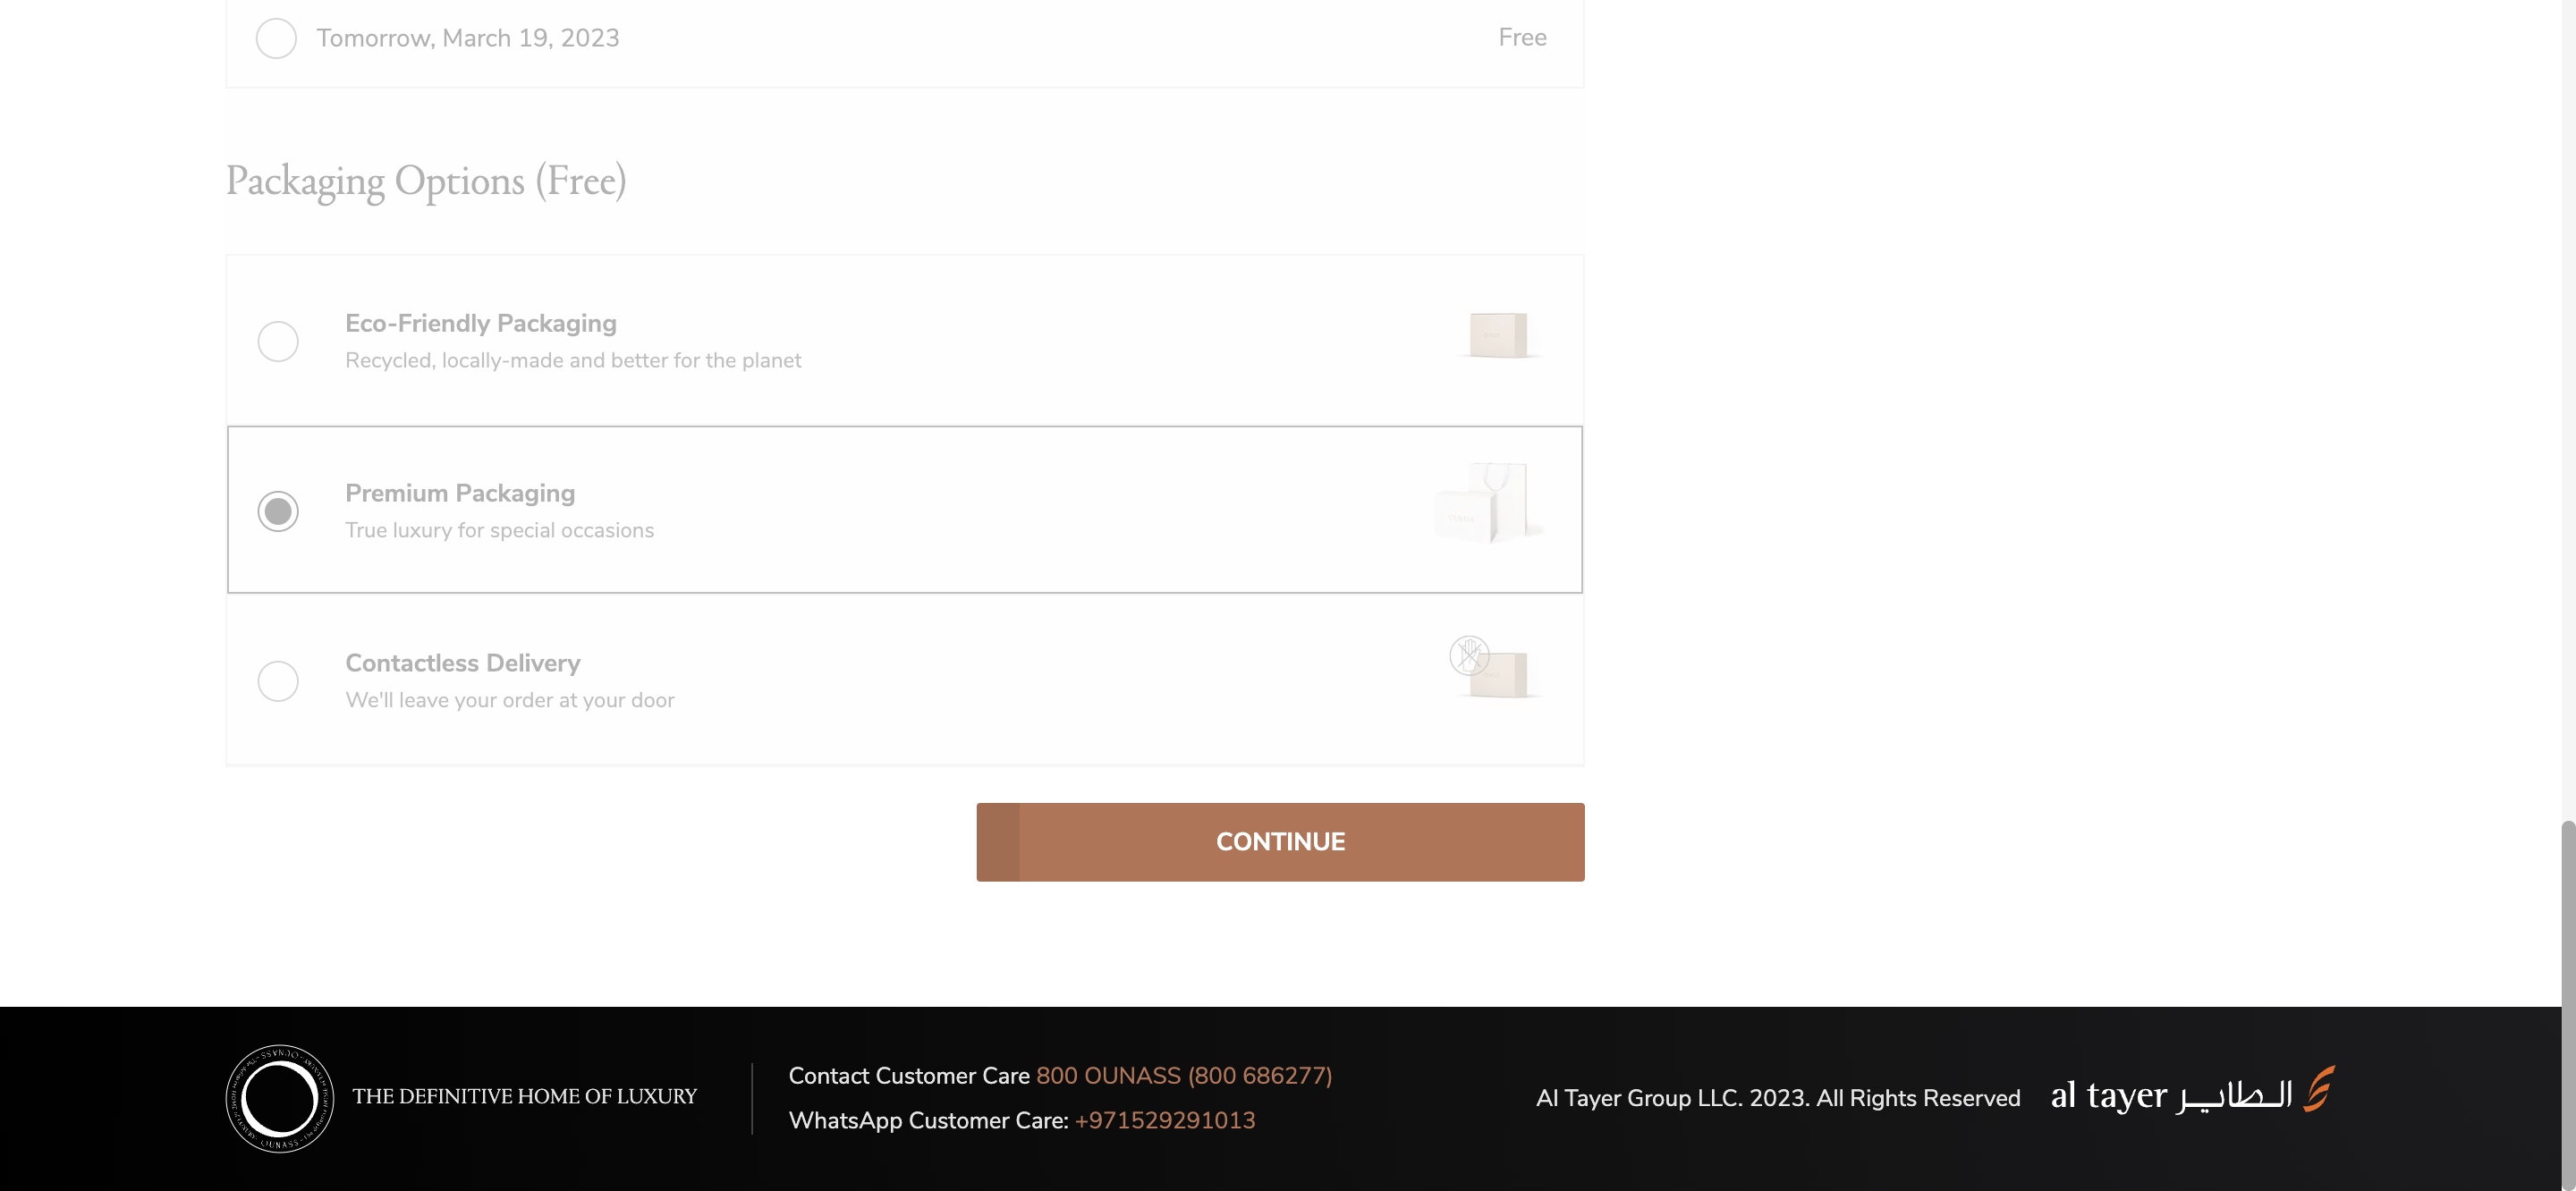 Tomorrow, March 19, 2023
Free
Packaging Options (Free)
Eco-Friendly Packaging
Recycled, locally-made and better for the planet
Premium Packaging
True luxury for special occasions
Contactless Delivery
We'll leave your order at your door
CONTINUE
THE DEFINITIVE HOME OF LUXURY
Contact Customer Care 800 OUNASS (800 686277)
WhatsApp Customer Care: +971529291013
Al Tayer Group LLC. 2023. All Rights Reserved
al tayer الطاير